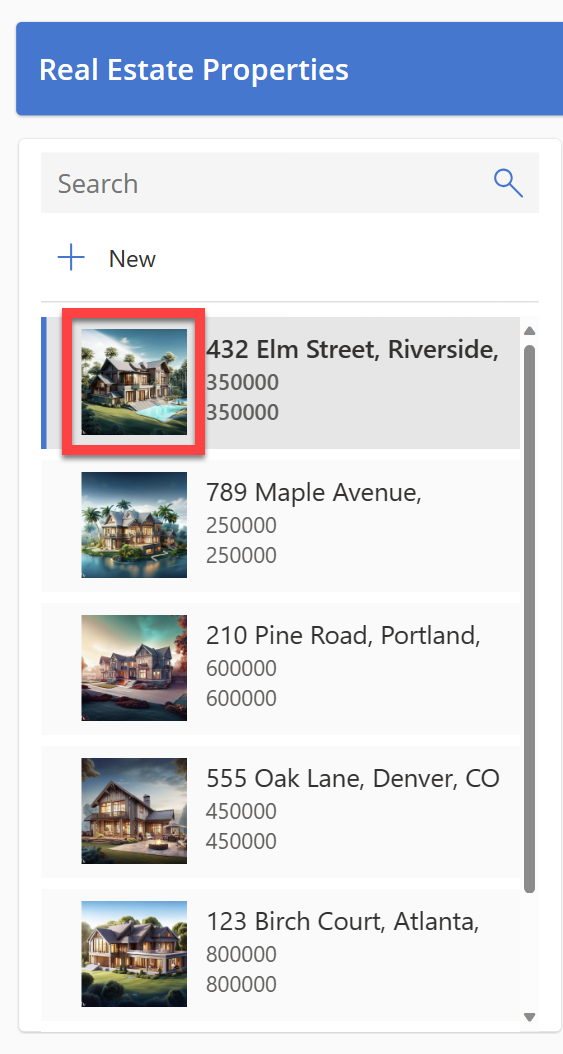 Real Estate Properties
Search
New
432 Elm Street, Riverside,
350000
350000
789 Maple Avenue,
250000
250000
210 Pine Road, Portland,
600000
600000
555 Oak Lane, Denver, CO
450000
450000
123 Birch Court, Atlanta,
800000
800000